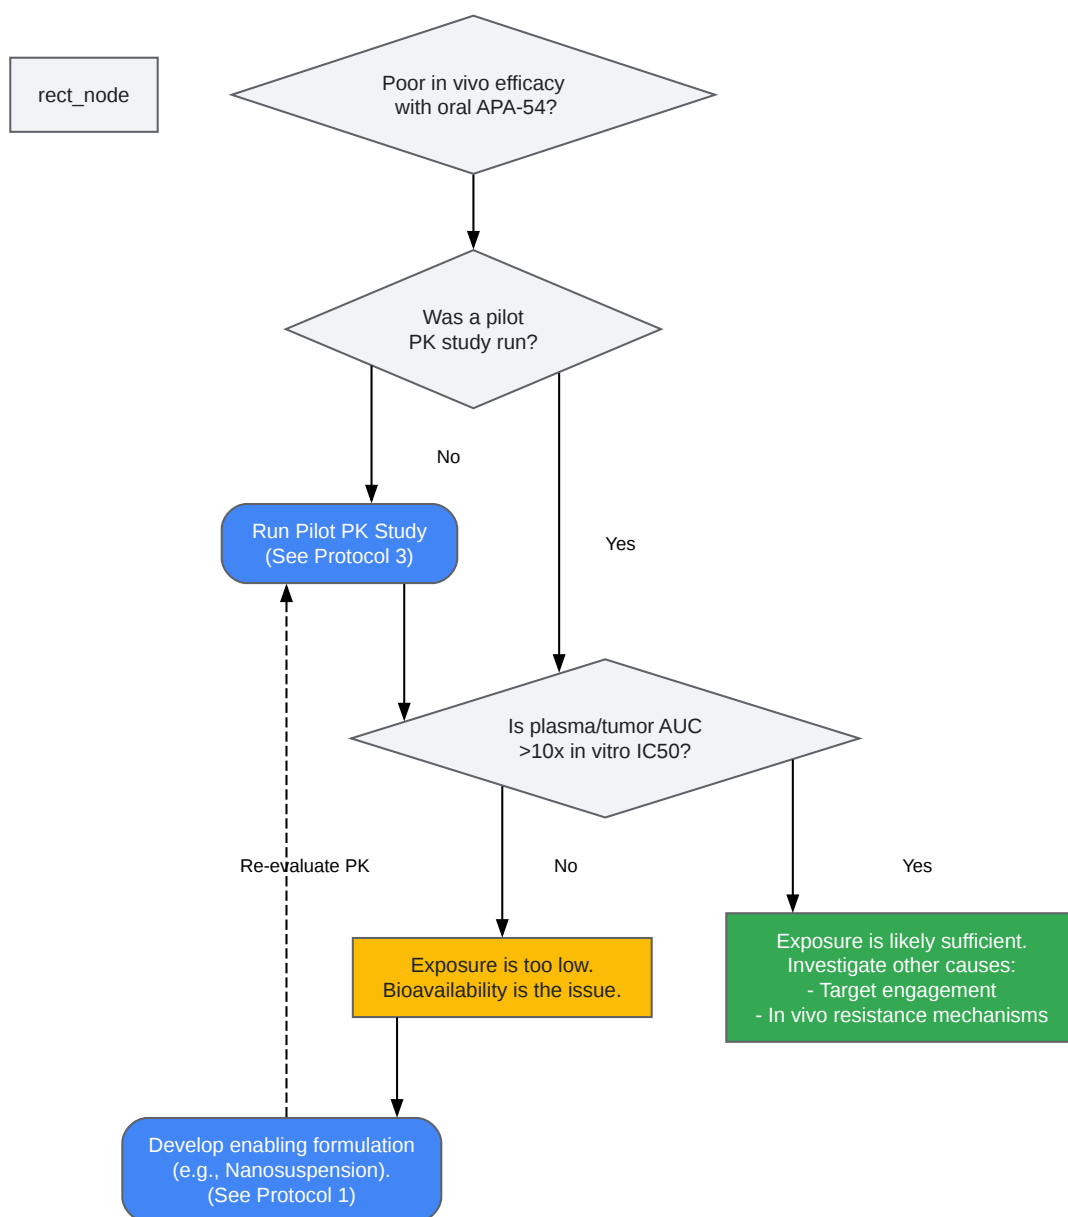 rect_node
Poor in vivo efficacy
with oral APA-54?
Was a pilot
PK study run?
No
Run Pilot PK Study
(See Protocol 3)
Yes
Is plasma/tumor AUC
>10x in vitro IC50?
Re-evaluate PK
No
Yes
Exposure is too low.
Bioavailability is the issue.
Exposure is likely sufficient.
Investigate other causes:
- Target engagement
- In vivo resistance mechanisms
Develop enabling formulation
(e.g., Nanosuspension).
(See Protocol 1)